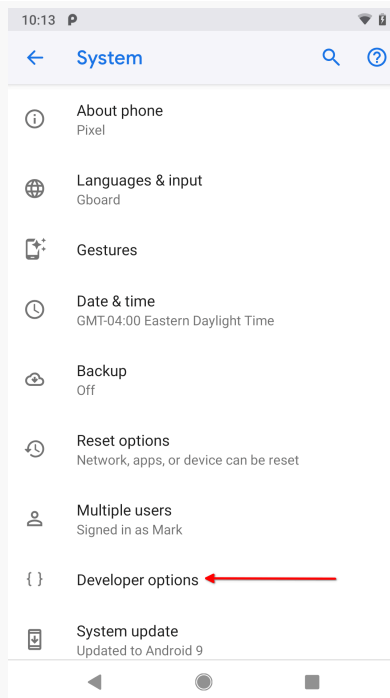 10:13
System
About phone
Pixel
Languages & input
Gboard
Gestures
Date & time
GMT-04:00 Eastern Daylight Time
Backup
Off
Reset options
Network, apps, or device can be reset
Multiple users
Signed in as Mark
{ } Developer options
System update
Updated to Android 9